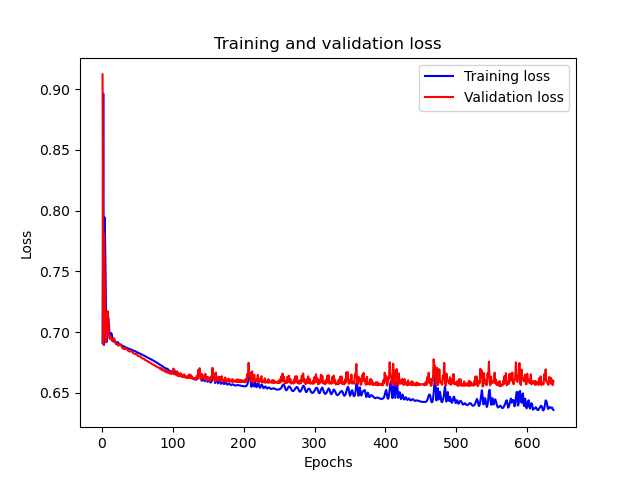 Training and validation loss
Training loss
Validation loss
0.90
0.85
0.80
0.75
0.70
0.65
Loss
0 100 200 300 400 500 600
Epochs